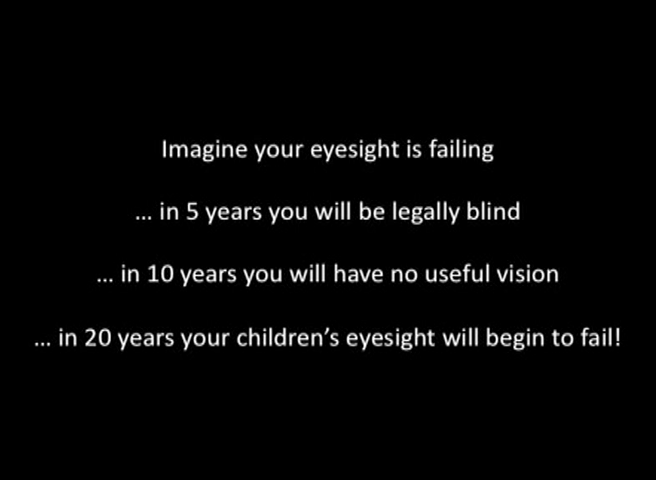 Imagine your eyesight is failing
... in 5 years you will be legally blind
... in 10 years you will have no useful vision
... in 20 years your children's eyesight will begin to fail!